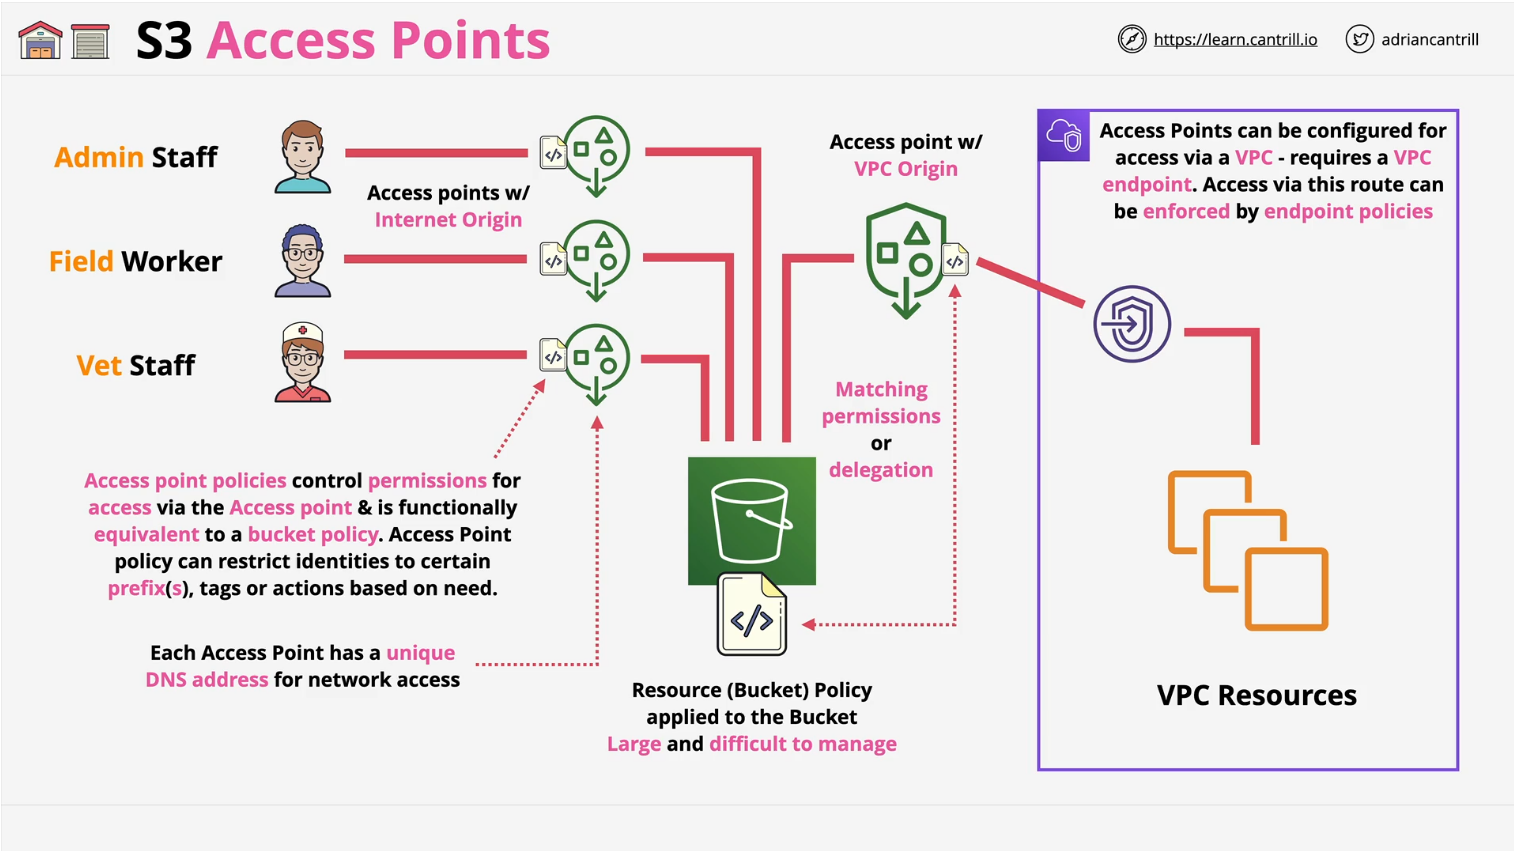 S3 Access Points
https://learn.cantrill.io
adriancantrill
Admin Staff
Field Worker
Vet Staff
Access points w/
Internet Origin
Access point w/
VPC Origin
Access Points can be configured for
access via a VPC - requires a VPC
endpoint. Access via this route can
be enforced by endpoint policies
Matching
permissions
or
delegation
Access point policies control permissions for
access via the Access point & is functionally
equivalent to a bucket policy. Access Point
policy can restrict identities to certain
prefix(s), tags or actions based on need.
Each Access Point has a unique
DNS address for network access
Resource (Bucket) Policy
applied to the Bucket
Large and difficult to manage
VPC Resources